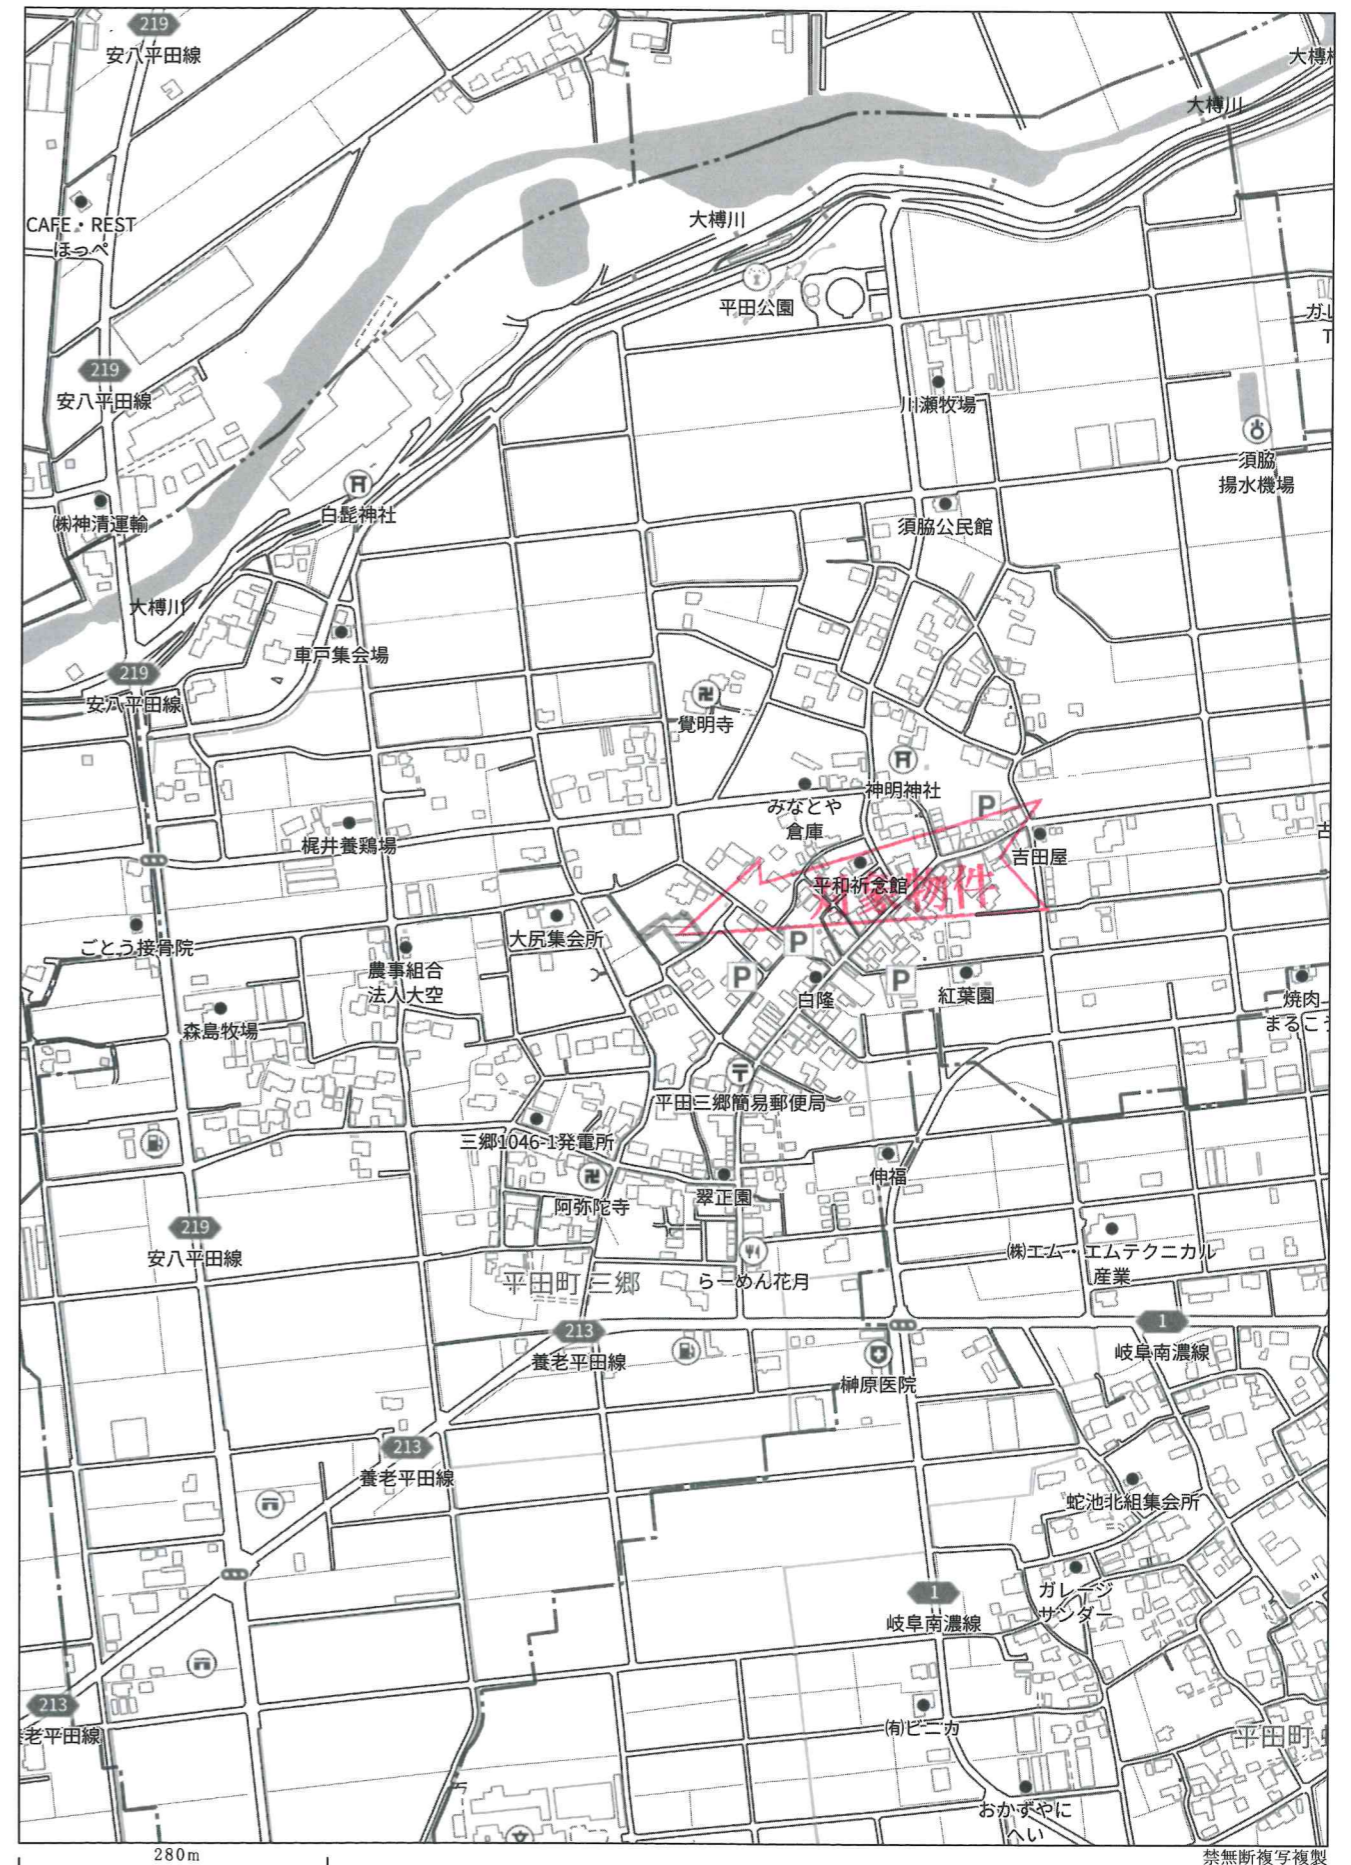 219
安八平田線
大榑川
CAFE・REST
ほっぺ
大榑川
平田公園
219
安八平田線
川瀬牧場
須脇
揚水機場
㈱神清運輸
白髭神社
須脇公民館
大榑川
車戸集会場
219
安八平田線
覺明寺
神明神社
みなとや
倉庫
P
梶井養鶏場
吉田屋
平和祈念館
対象物件
ごとう接骨院
大尻集会所
農事組合
法人大空
P
P
P
白隆
紅葉園
焼肉
森島牧場
平田三郷簡易郵便局
三郷1046-1発電所
伸福
阿弥陀寺
翠正園
219
安八平田線
㈱エム・エムテクニカル
産業
平田町 三郷
らーめん花月
213
養老平田線
1
岐阜南濃線
榊原医院
213
養老平田線
蛇池北組集会所
1
岐阜南濃線
ガレージ
サンダー
213
老平田線
㈲ビニカ
平田町
おかずやに
へい
280m
禁無断複写複製